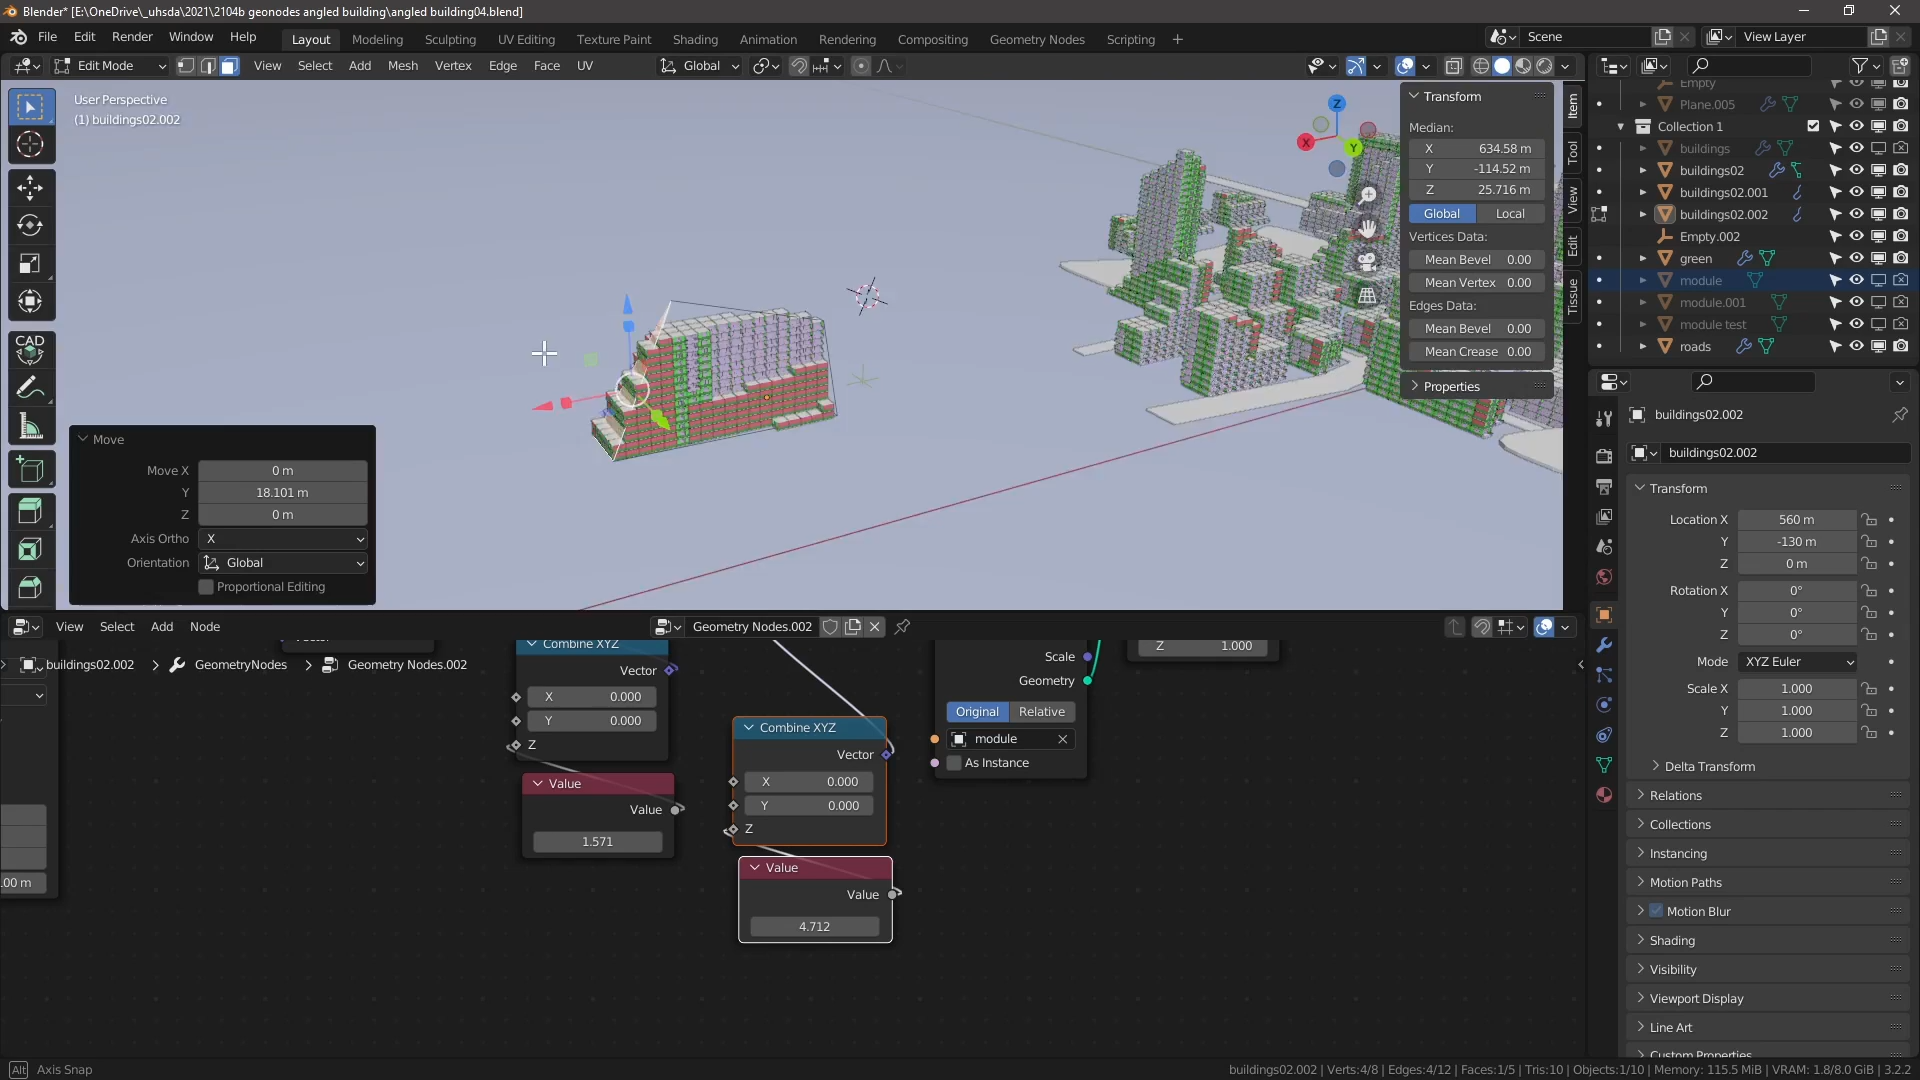 Blender* [E:\OneDrive\_uhsda\2021\2104b geonodes angled building\angled building04.blend]
File Edit Render Window Help
Layout Modeling Sculpting UV Editing Texture Paint Shading Animation Rendering Compositing Geometry Nodes Scripting +
Scene
View Layer
Edit Mode
View Select Add Mesh Vertex Edge Face UV
Global
User Perspective
(1) buildings02.002
CAD
Z
X
Y
Transform
Median:
X 634.58 m
Y -114.52 m
Z 25.716 m
Global Local
Vertices Data:
Mean Bevel 0.00
Mean Vertex 0.00
Edges Data:
Mean Bevel 0.00
Mean Crease 0.00
Properties
Item
Tool
View
Edit
Tissue
Move
Move X 0 m
Y 18.101 m
Z 0 m
Axis Ortho X
Orientation Global
Proportional Editing
Empty
Plane.005
Collection 1
buildings
buildings02
buildings02.001
buildings02.002
Empty.002
green
module
module.001
module test
roads
buildings02.002
buildings02.002
Transform
Location X 560 m
Y -130 m
Z 0 m
Rotation X 0°
Y 0°
Z 0°
Mode XYZ Euler
Scale X 1.000
Y 1.000
Z 1.000
Delta Transform
Relations
Collections
Instancing
Motion Paths
Motion Blur
Shading
Visibility
Viewport Display
Line Art
Custom Properties
View Select Add Node
Geometry Nodes.002
buildings02.002 > GeometryNodes > Geometry Nodes.002
Combine XYZ
Vector
X 0.000
Y 0.000
Z
Value
Value
1.571
Combine XYZ
Vector
X 0.000
Y 0.000
Z
Value
Value
4.712
Scale
Geometry
Original Relative
module
As Instance
Z 1.000
.00 m
Alt Axis Snap
buildings02.002 | Verts:4/8 | Edges:4/12 | Faces:1/5 | Tris:10 | Objects:1/10 | Memory: 115.5 MiB | VRAM: 1.8/8.0 GiB | 3.2.2